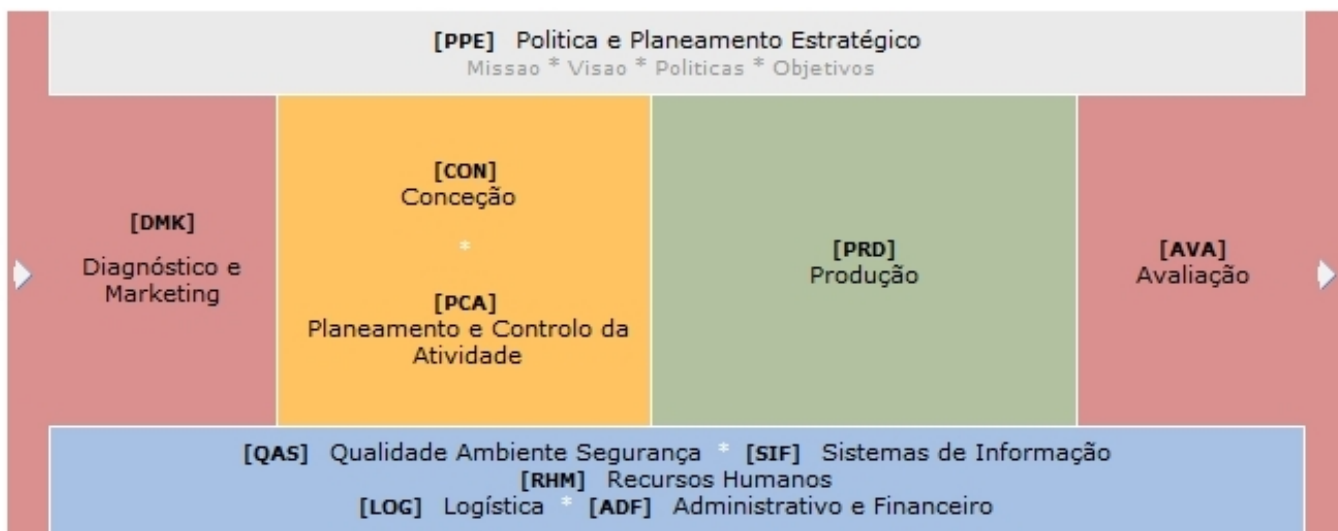 [PPE] Politica e Planeamento Estratégico
Missao * Visao * Politicas * Objetivos
[DMK]
Diagnóstico e
Marketing
[CON]
Conceção
*
[PCA]
Planeamento e Controlo da
Atividade
[PRD]
Produção
[AVA]
Avaliação
[QAS] Qualidade Ambiente Segurança * [SIF] Sistemas de Informação
[RHM] Recursos Humanos
[LOG] Logística * [ADF] Administrativo e Financeiro